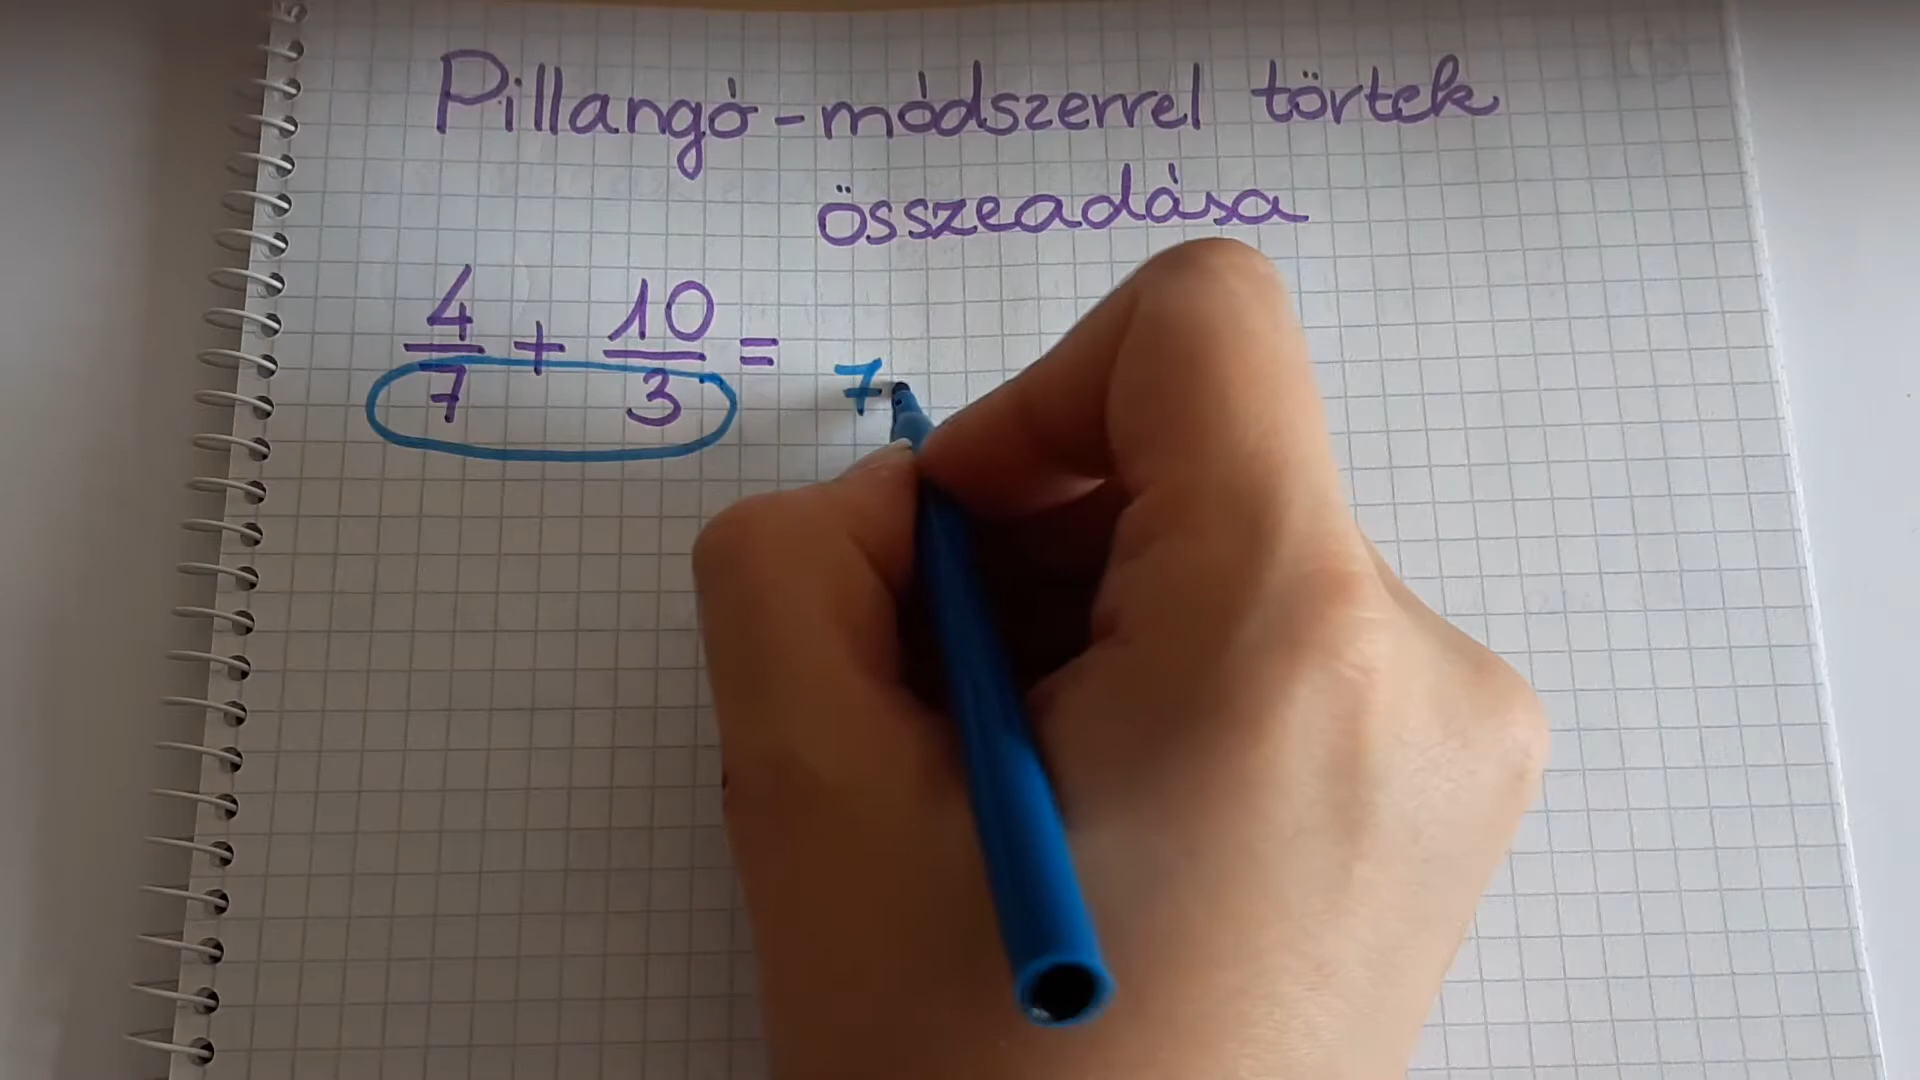 Pillangó-módszerrel törtek
összeadása
4/7 + 10/3 =
7